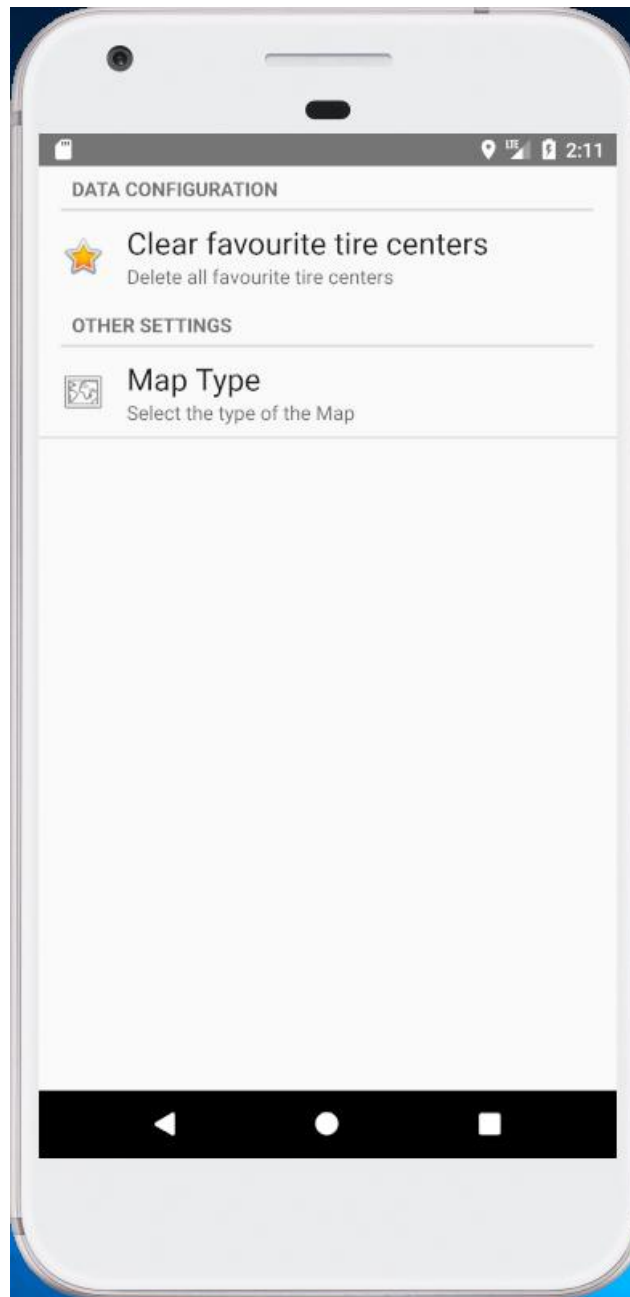 LTE 2:11
DATA CONFIGURATION
Clear favourite tire centers
Delete all favourite tire centers
OTHER SETTINGS
Map Type
Select the type of the Map